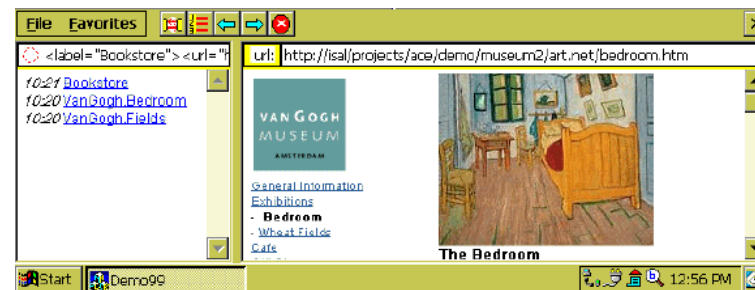 File Favorites
<label="Bookstore"><url="h
url: http://isal/projects/ace/demo/museum2/art.net/bedroom.htm
10:21 Bookstore
10:20 VanGogh.Bedroom
10:20 VanGogh.Fields
VAN GOGH
MUSEUM
AMSTERDAM
General Information
Exhibitions
- Bedroom
- Wheat Fields
Cafe
The Bedroom
Start Demo99 12:56 PM